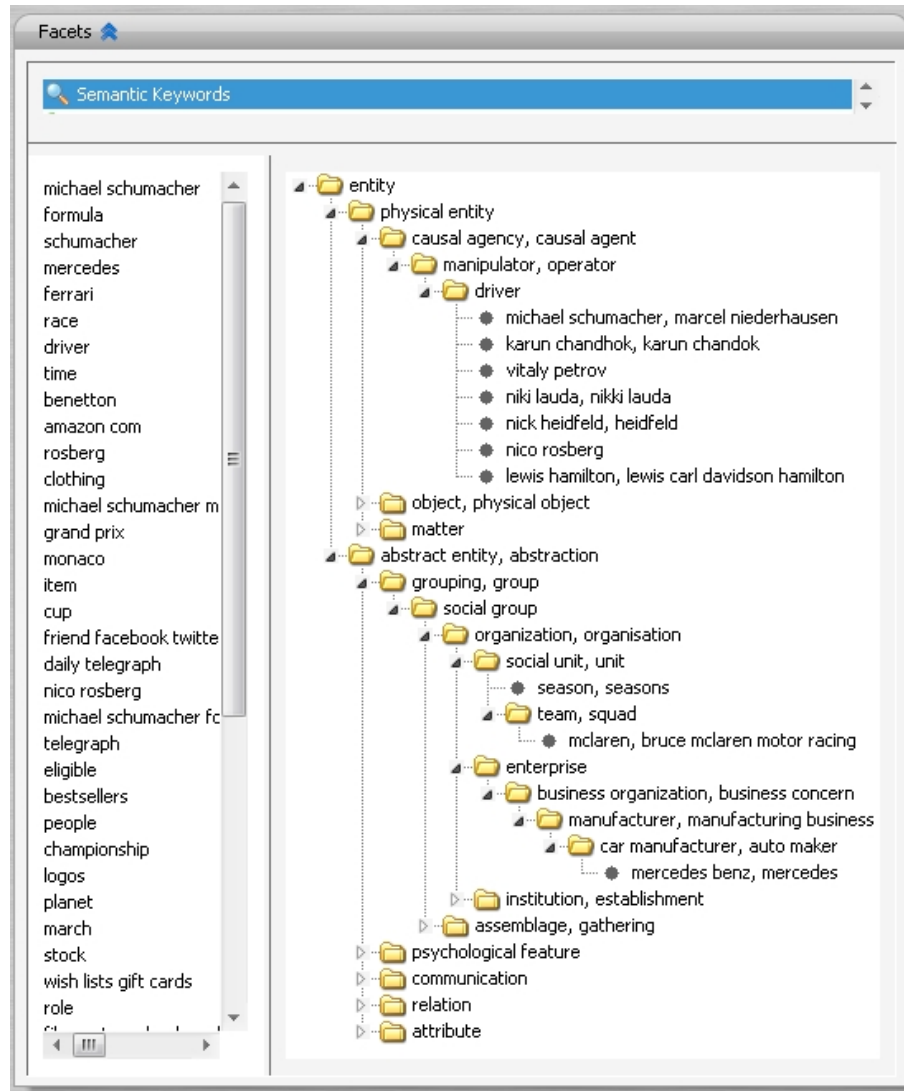 Facets
Semantic Keywords
michael schumacher
formula
schumacher
mercedes
ferrari
race
driver
time
benetton
amazon com
rosberg
clothing
michael schumacher m
grand prix
monaco
item
cup
friend facebook twitte
daily telegraph
nico rosberg
michael schumacher fc
telegraph
eligible
bestsellers
people
championship
logos
planet
march
stock
wish lists gift cards
role
entity
physical entity
causal agency, causal agent
manipulator, operator
driver
michael schumacher, marcel niederhausen
karun chandhok, karun chandok
vitaly petrov
niki lauda, nikki lauda
nick heidfeld, heidfeld
nico rosberg
lewis hamilton, lewis carl davidson hamilton
object, physical object
matter
abstract entity, abstraction
grouping, group
social group
organization, organisation
social unit, unit
season, seasons
team, squad
mclaren, bruce mclaren motor racing
enterprise
business organization, business concern
manufacturer, manufacturing business
car manufacturer, auto maker
mercedes benz, mercedes
institution, establishment
assemblage, gathering
psychological feature
communication
relation
attribute